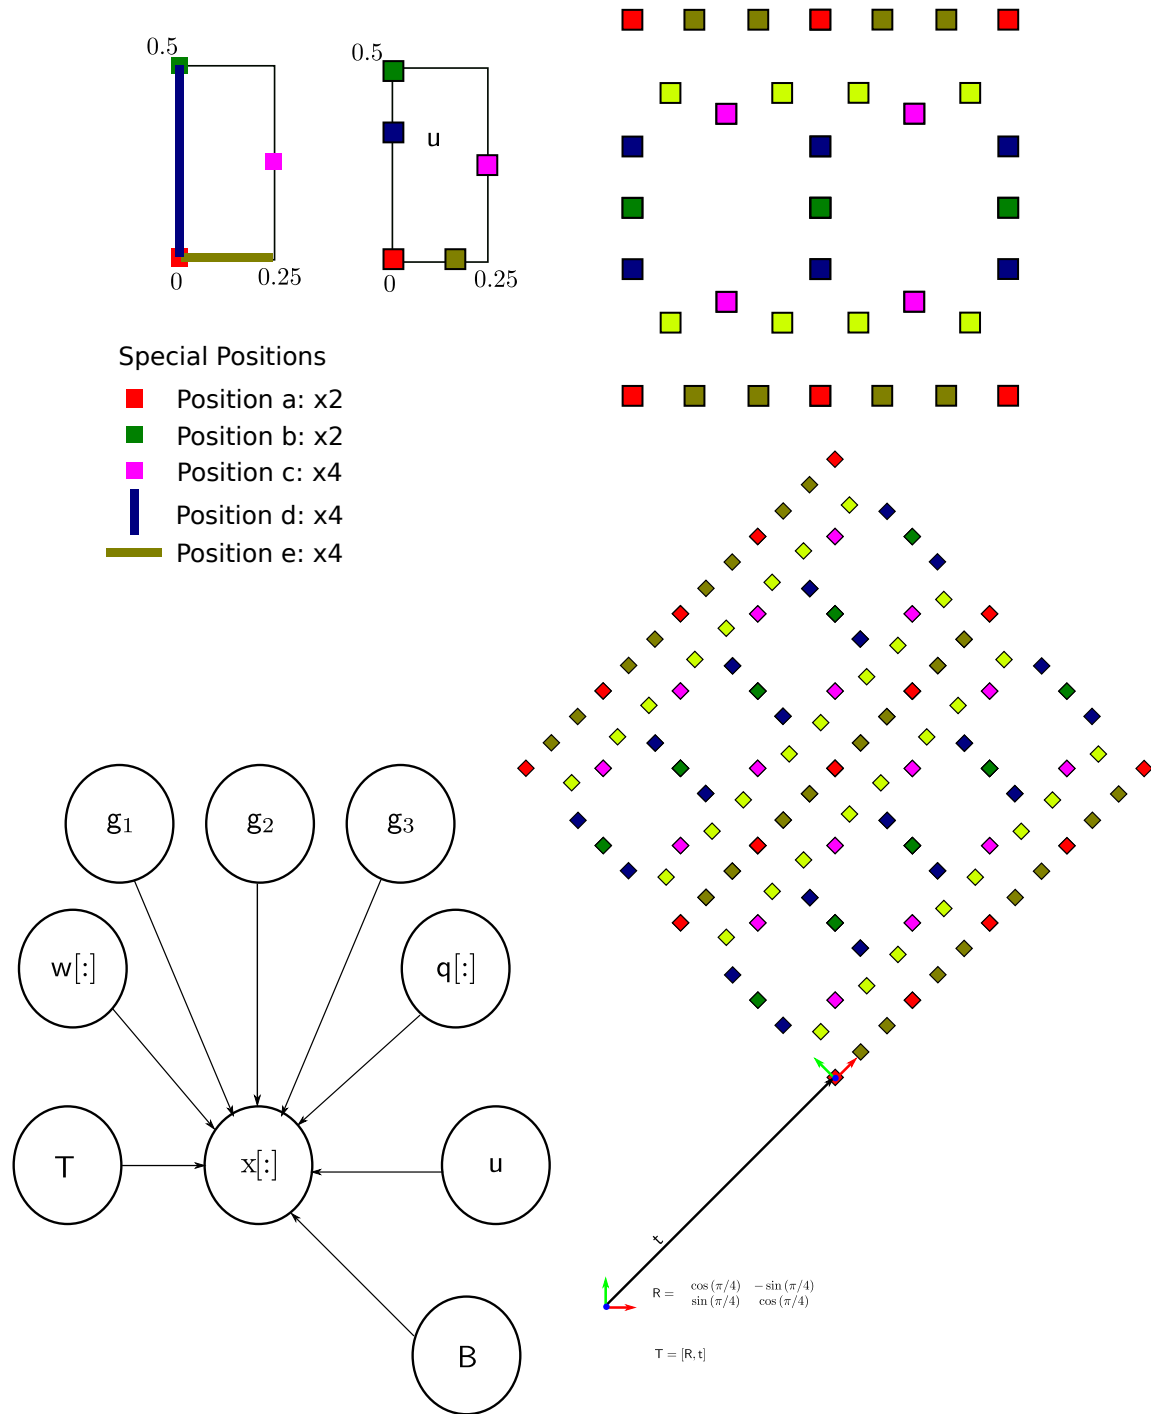 0.5
0
0.25
0.5
u
0
0.25
Special Positions
Position a: x2
Position b: x2
Position c: x4
Position d: x4
Position e: x4
g₁
g₂
g₃
w[:]
q[:]
T
x[:]
u
B
t
R = cos (π/4) − sin (π/4)
sin (π/4) cos (π/4)
T = [R, t]